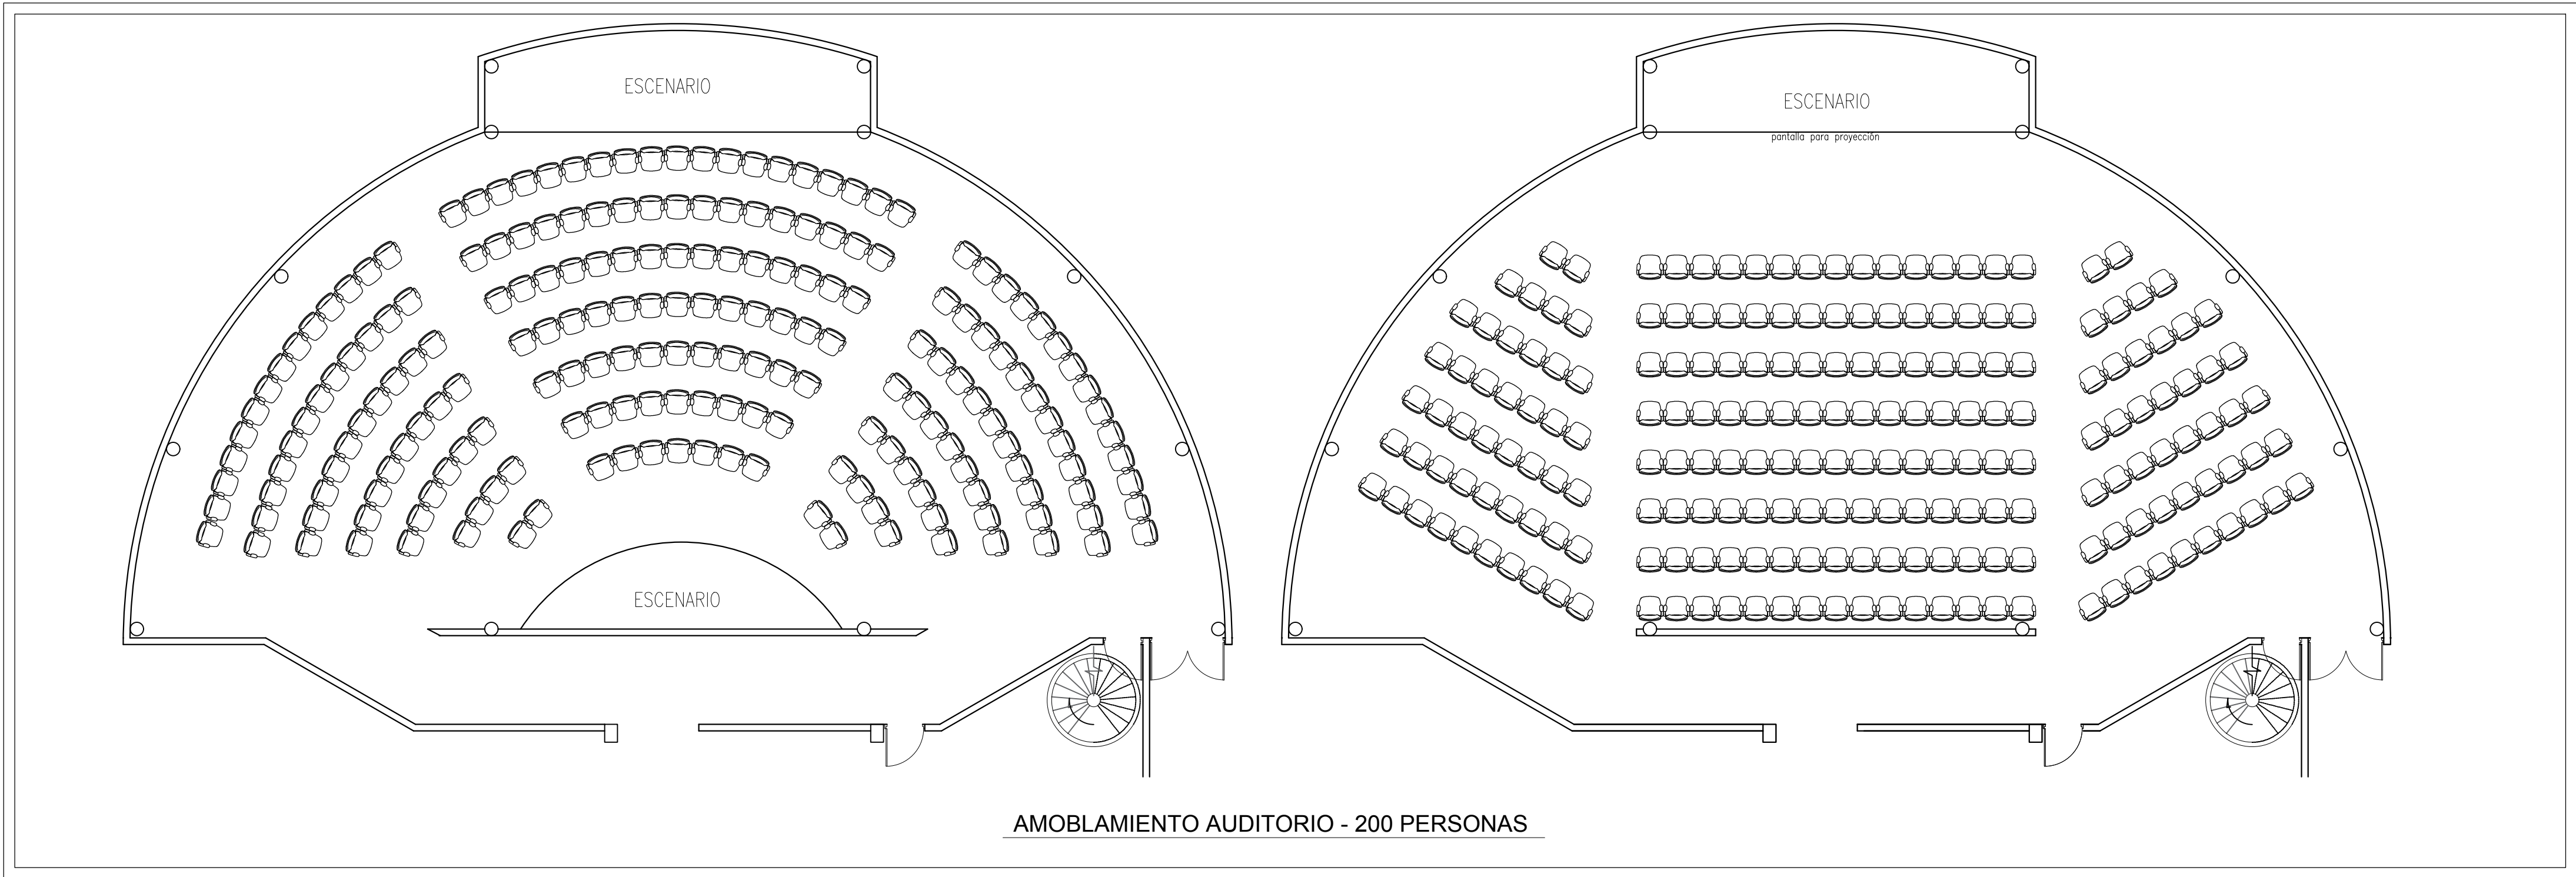 ESCENARIO
ESCENARIO
pantalla para proyección
ESCENARIO
AMOBLAMIENTO AUDITORIO - 200 PERSONAS